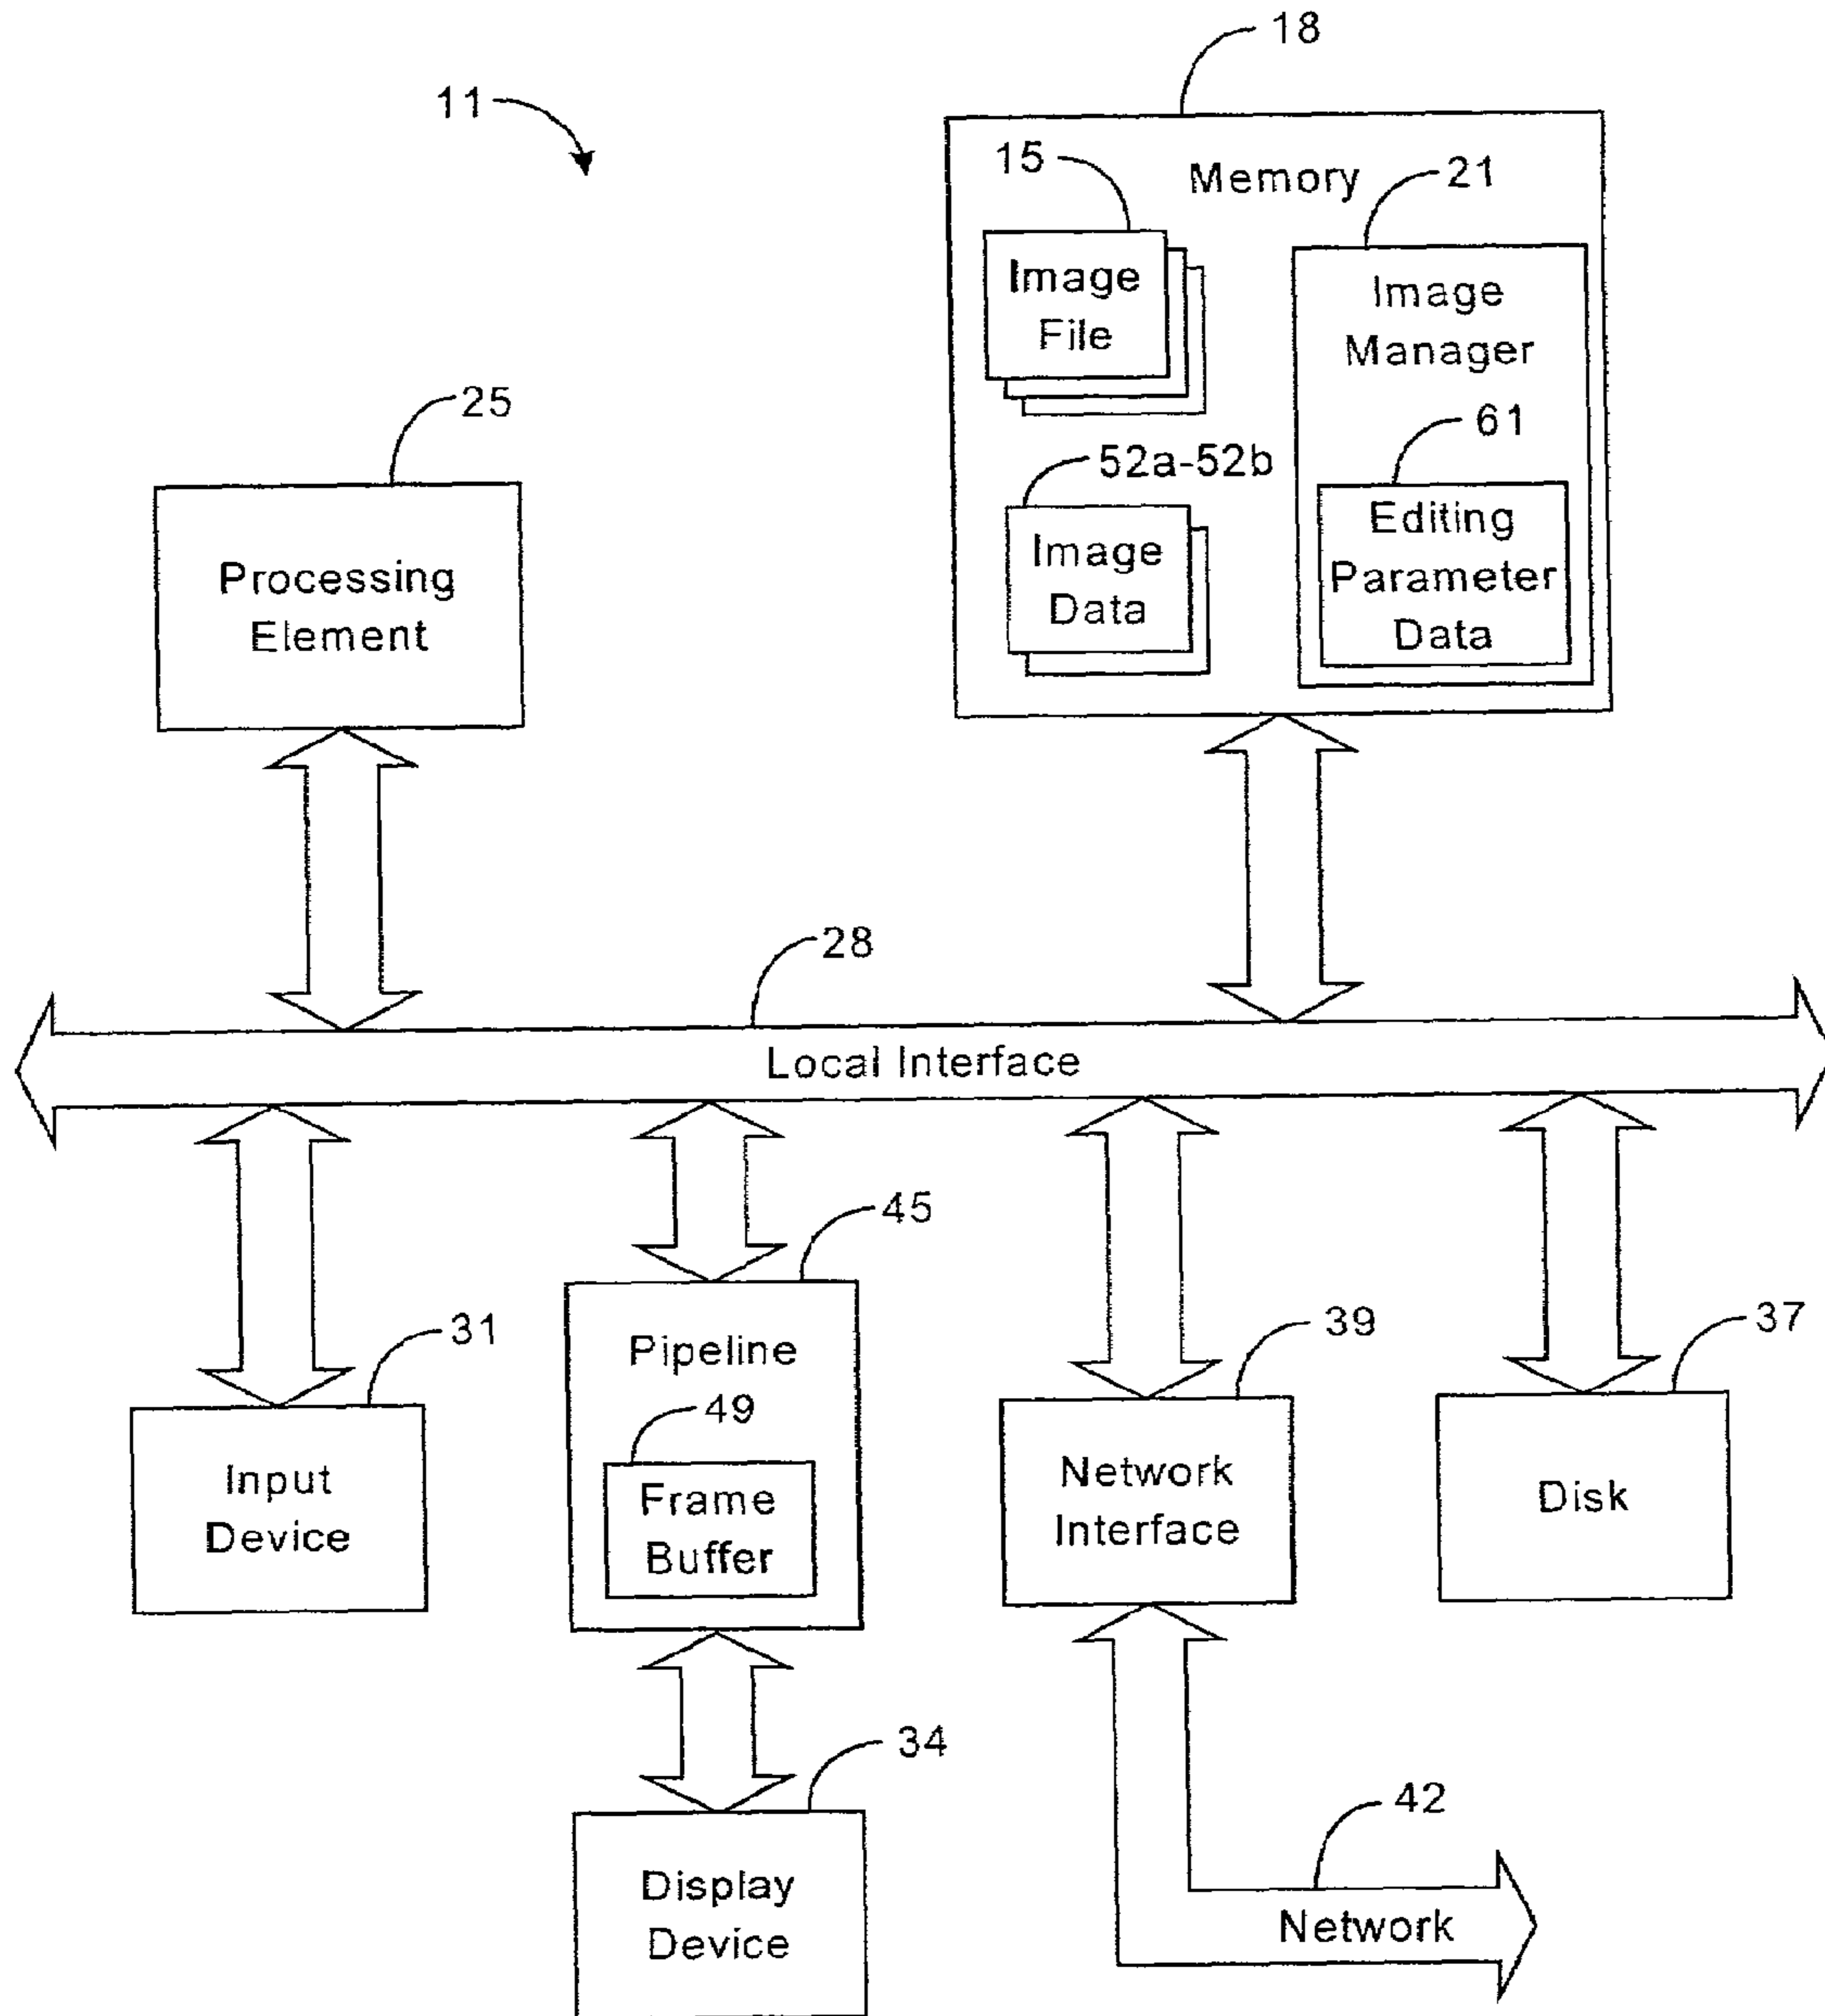 18
11
15
Memory
21
Image
File
Image
Manager
25
52a-52b
61
Processing
Element
Image
Data
Editing
Parameter
Data
28
Local Interface
45
31
Pipeline
39
37
49
Input
Device
Frame
Buffer
Network
Interface
Disk
34
42
Display
Device
Network